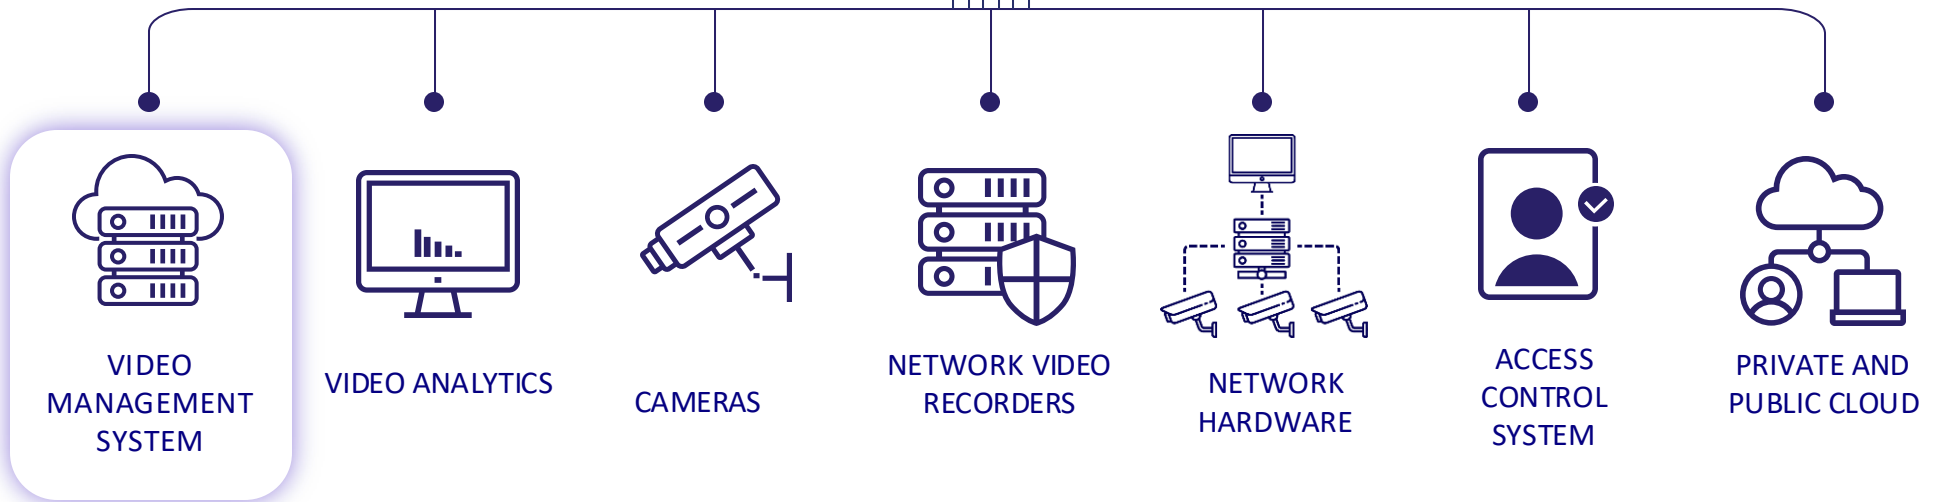 VIDEO
MANAGEMENT
SYSTEM
VIDEO ANALYTICS
CAMERAS
NETWORK VIDEO
RECORDERS
NETWORK
HARDWARE
ACCESS
CONTROL
SYSTEM
PRIVATE AND
PUBLIC CLOUD